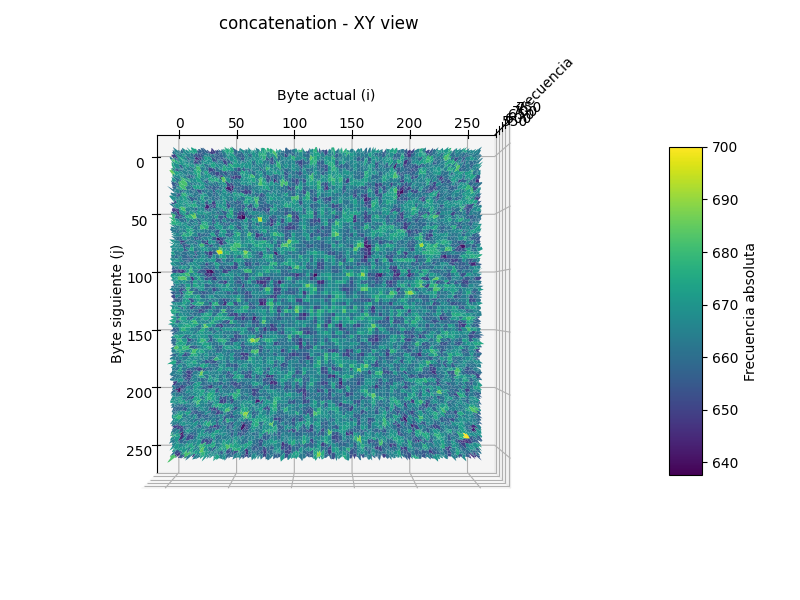 concatenation - XY view
Byte actual (i)
0 50 100 150 200 250
0
50
100
150
200
250
Byte siguiente (j)
700
690
680
670
660
650
640
Frecuencia absoluta